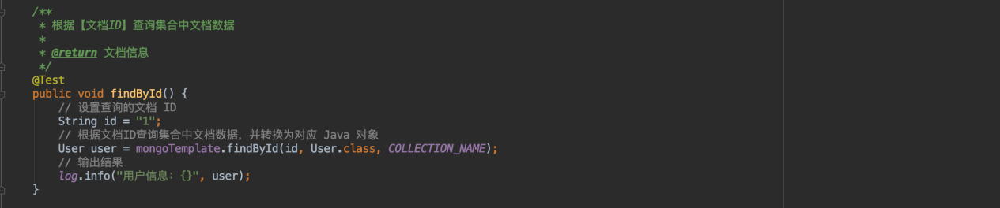 /**
 * 根据【文档ID】查询集合中文档数据
 *
 * @return 文档信息
 */
@Test
public void findById() {
    // 设置查询的文档 ID
    String id = "1";
    // 根据文档ID查询集合中文档数据，并转换为对应 Java 对象
    User user = mongoTemplate.findById(id, User.class, COLLECTION_NAME);
    // 输出结果
    log.info("用户信息：{}", user);
}